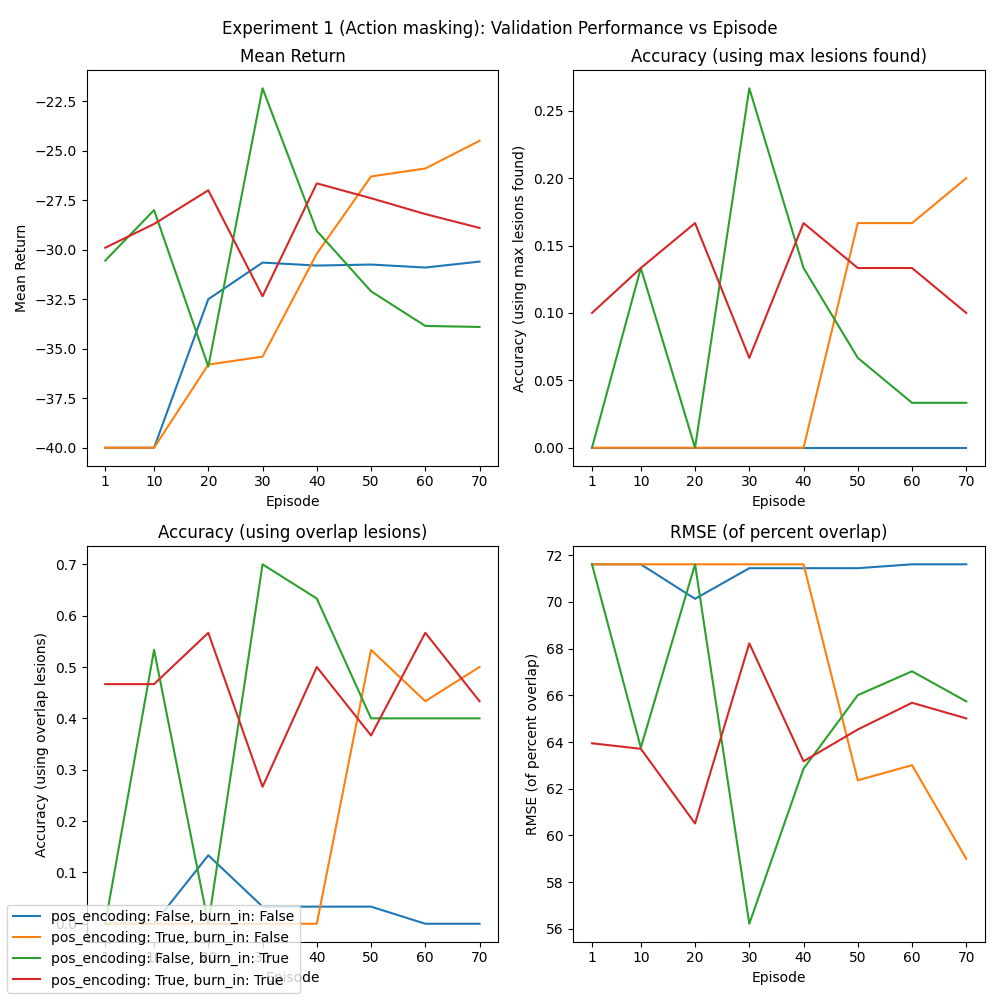 Experiment 1 (Action masking): Validation Performance vs Episode
Mean Return
Mean Return
−22.5
−25.0
−27.5
−30.0
−32.5
−35.0
−37.5
−40.0
1 10 20 30 40 50 60 70
Episode
Accuracy (using max lesions found)
Accuracy (using max lesions found)
0.25
0.20
0.15
0.10
0.05
0.00
1 10 20 30 40 50 60 70
Episode
Accuracy (using overlap lesions)
Accuracy (using overlap lesions)
0.7
0.6
0.5
0.4
0.3
0.2
0.1
0.0
40 50 60 70
Episode
RMSE (of percent overlap)
RMSE (of percent overlap)
72
70
68
66
64
62
60
58
56
1 10 20 30 40 50 60 70
Episode
pos_encoding: False, burn_in: False
pos_encoding: True, burn_in: False
pos_encoding: False, burn_in: True
pos_encoding: True, burn_in: True